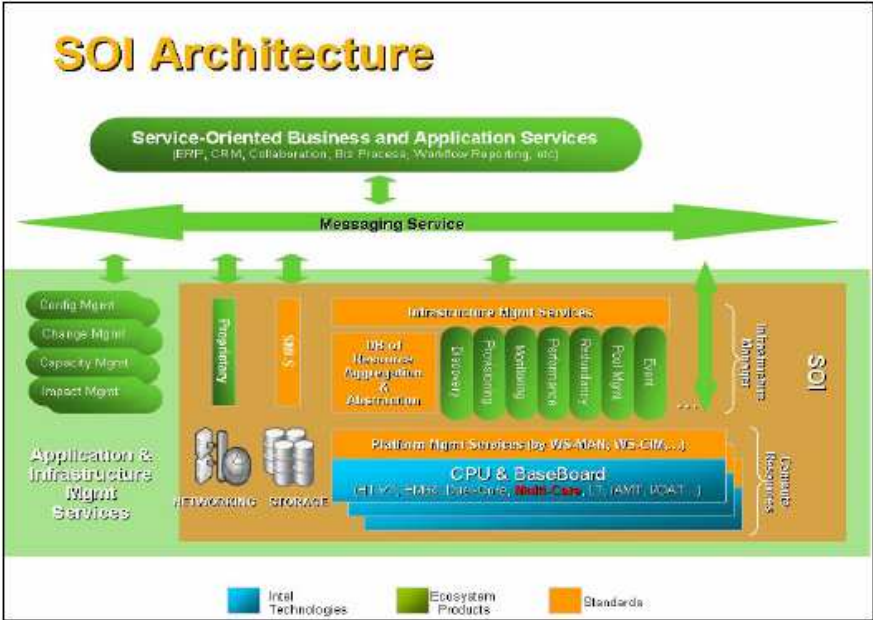 SOI Architecture
Service-Oriented Business and Application Services
(ERP, CRM, Collaboration, Biz Process, Workflow Reporting, etc)
Messaging Service
Config Mgmt
Change Mgmt
Capacity Mgmt
Impact Mgmt
Application &
Infrastructure
Mgmt
Services
Proprietary
NETWORKING
STORAGE
Infrastructure Mgmt Services
DB of
Resource
Aggregation
&
Abstraction
Discovery
Provisioning
Monitoring
Performance
Redundancy
Pool Mgmt
Event
...
Platform Mgmt Services (by WS-MAN; WS-CIM,...)
CPU & BaseBoard
Dual-Core, Multi-Core, LT, iAMT, I/OAT...)
Infrastructure
Manager
Compute
Resources
SOI
Intel
Technologies
Ecosystem
Products
Standards